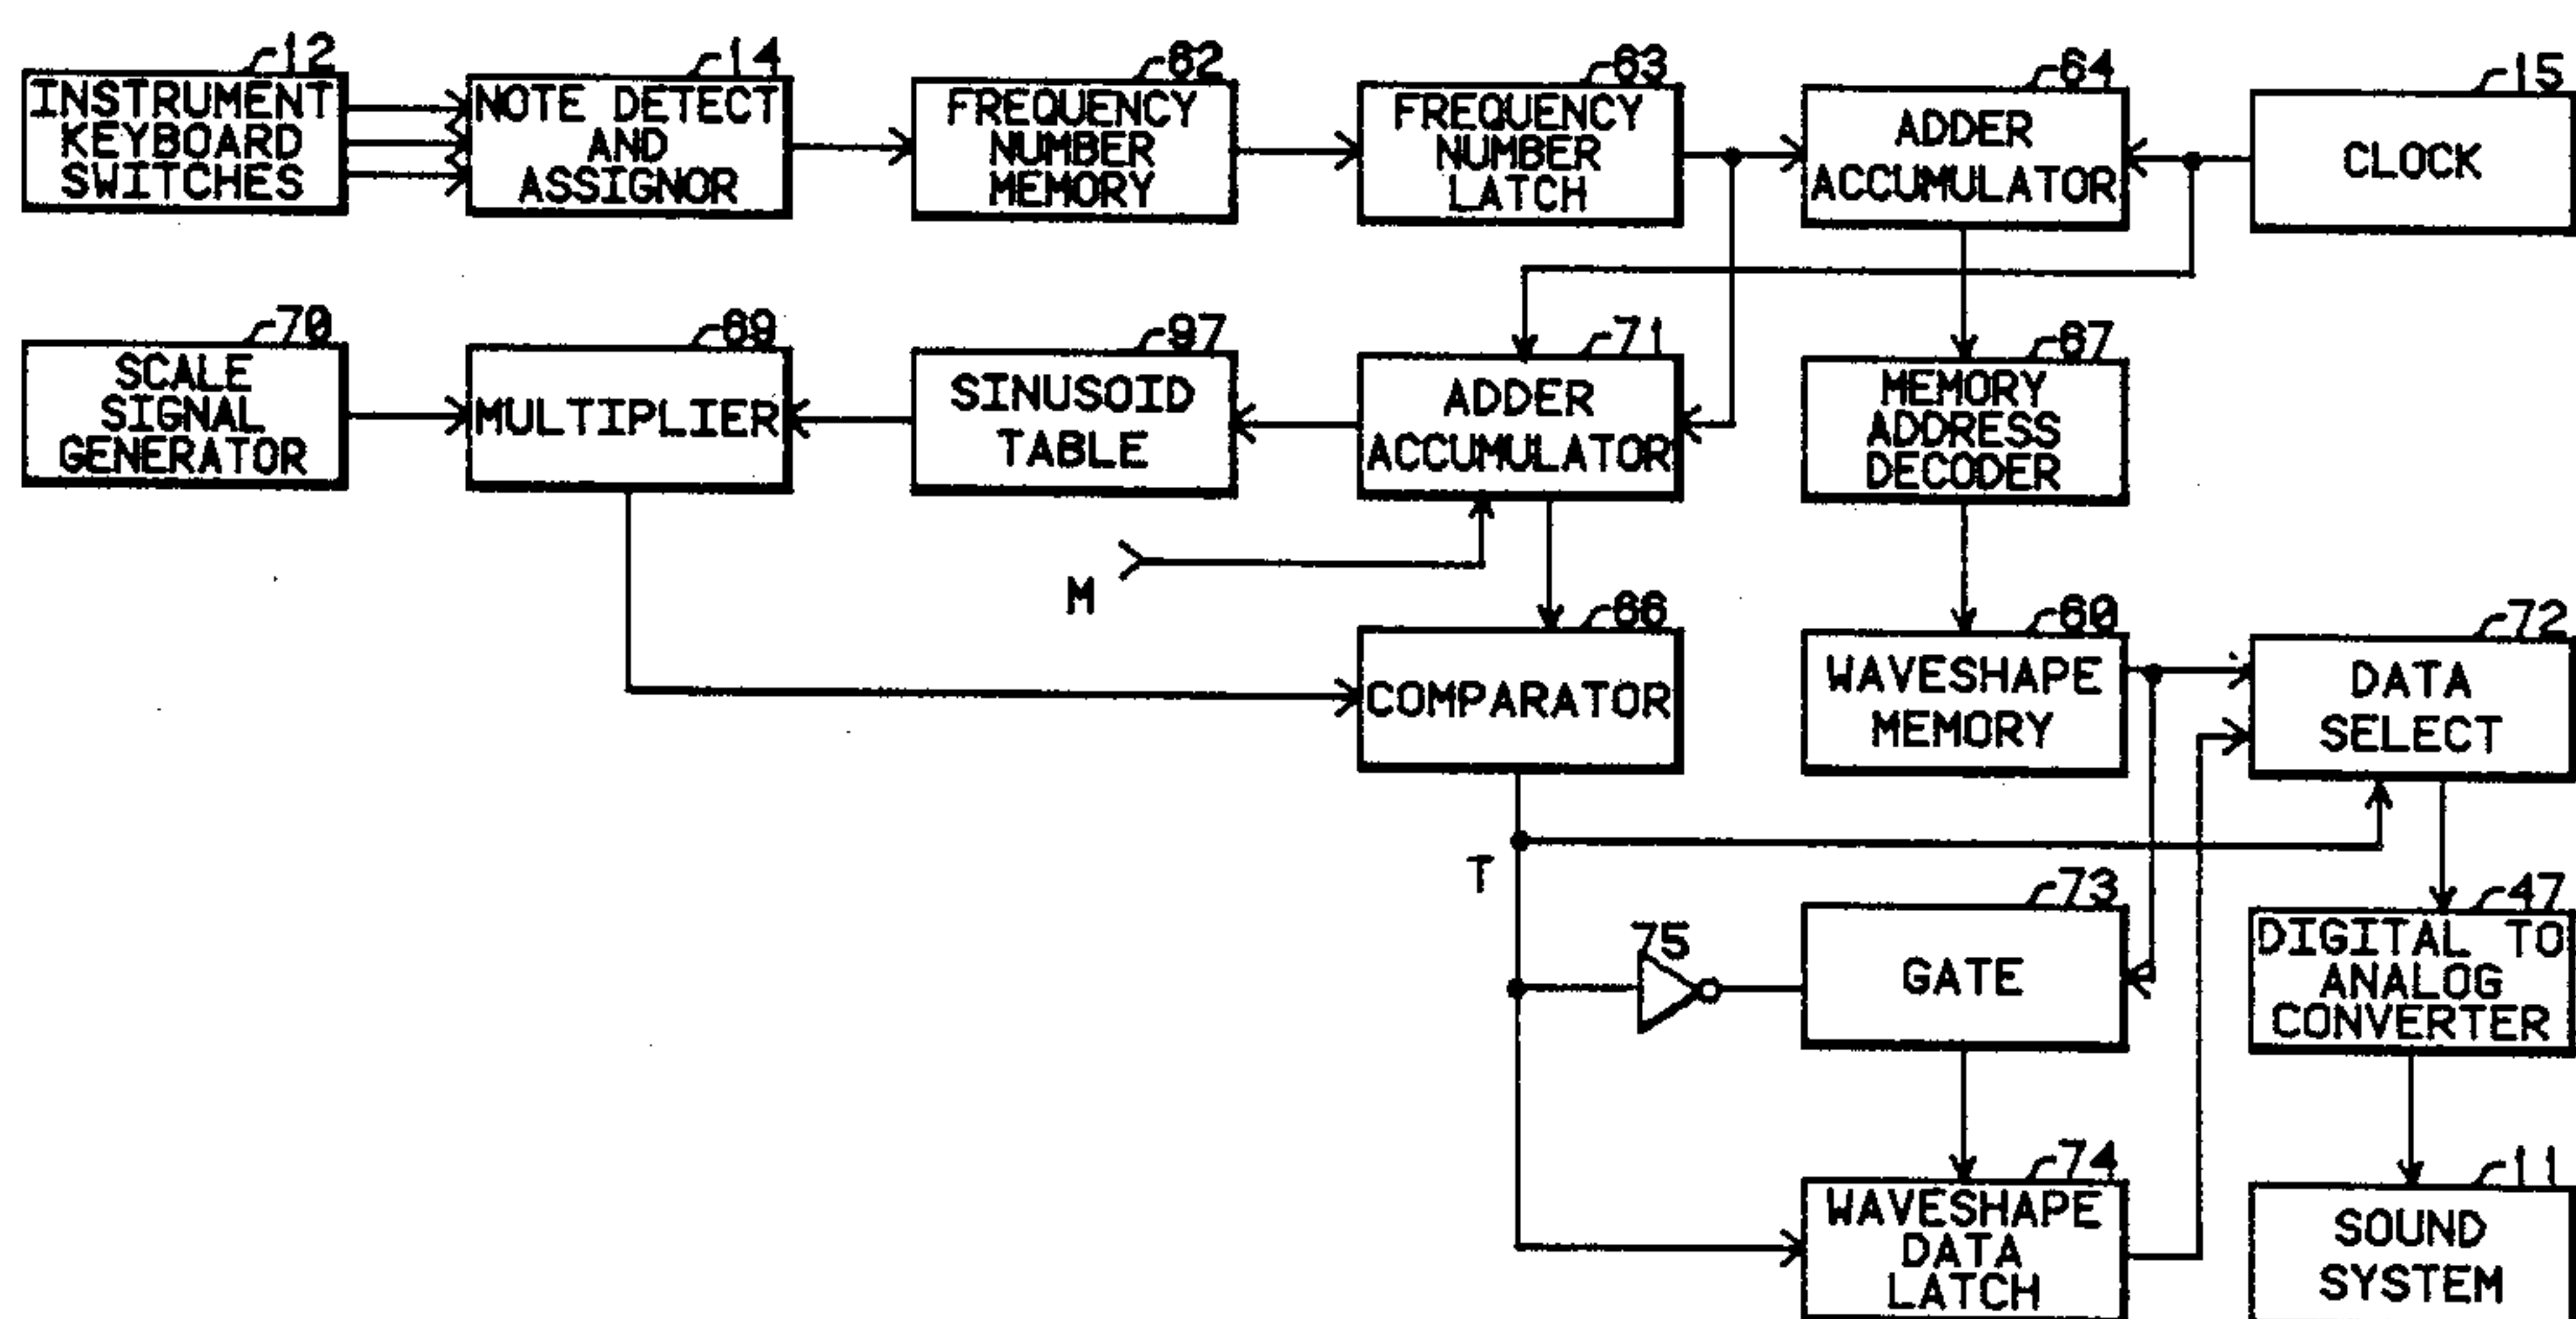 12
INSTRUMENT
KEYBOARD
SWITCHES
14
NOTE DETECT
AND
ASSIGNOR
62
FREQUENCY
NUMBER
MEMORY
63
FREQUENCY
NUMBER
LATCH
64
ADDER
ACCUMULATOR
15
CLOCK
70
SCALE
SIGNAL
GENERATOR
69
MULTIPLIER
97
SINUSOID
TABLE
71
ADDER
ACCUMULATOR
67
MEMORY
ADDRESS
DECODER
M
66
COMPARATOR
60
WAVESHAPE
MEMORY
72
DATA
SELECT
T
75
73
GATE
47
DIGITAL TO
ANALOG
CONVERTER
74
WAVESHAPE
DATA
LATCH
11
SOUND
SYSTEM